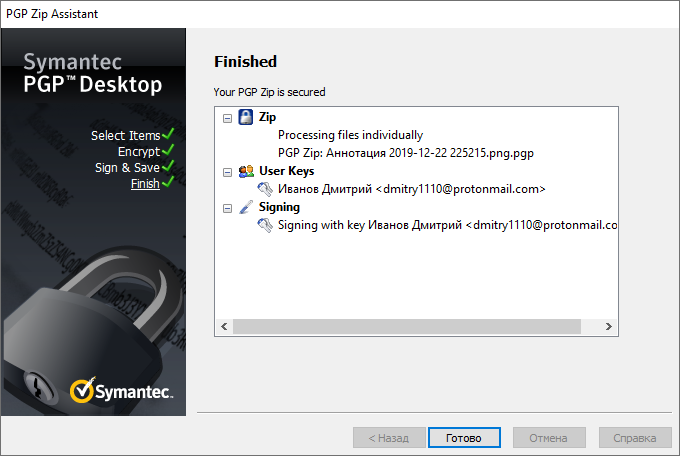 PGP Zip Assistant
Symantec
PGP™ Desktop
Select Items
Encrypt
Sign & Save
Finish
Symantec™
Finished
Your PGP Zip is secured
Zip
Processing files individually
PGP Zip: Аннотация 2019-12-22 225215.png.pgp
User Keys
Иванов Дмитрий <dmitry1110@protonmail.com>
Signing
Signing with key Иванов Дмитрий <dmitry1110@protonmail.co
< Назад
Готово
Отмена
Справка